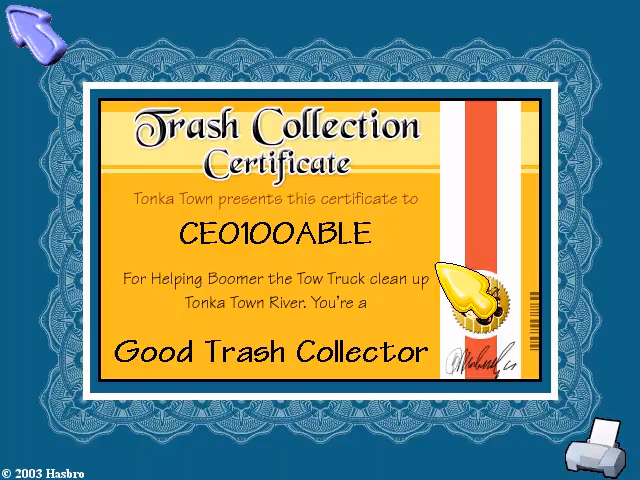 Trash Collection
Certificate
Tonka Town presents this certificate to
CEO100ABLE
For Helping Boomer the Tow Truck clean up
Tonka Town River. You're a
Good Trash Collector
© 2003 Hasbro